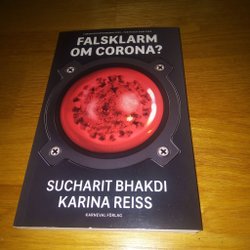 FALSKLARM
OM CORONA?
SUCHARIT BHAKDI
KARINA REISS
KARNEVAL FÖRLAG